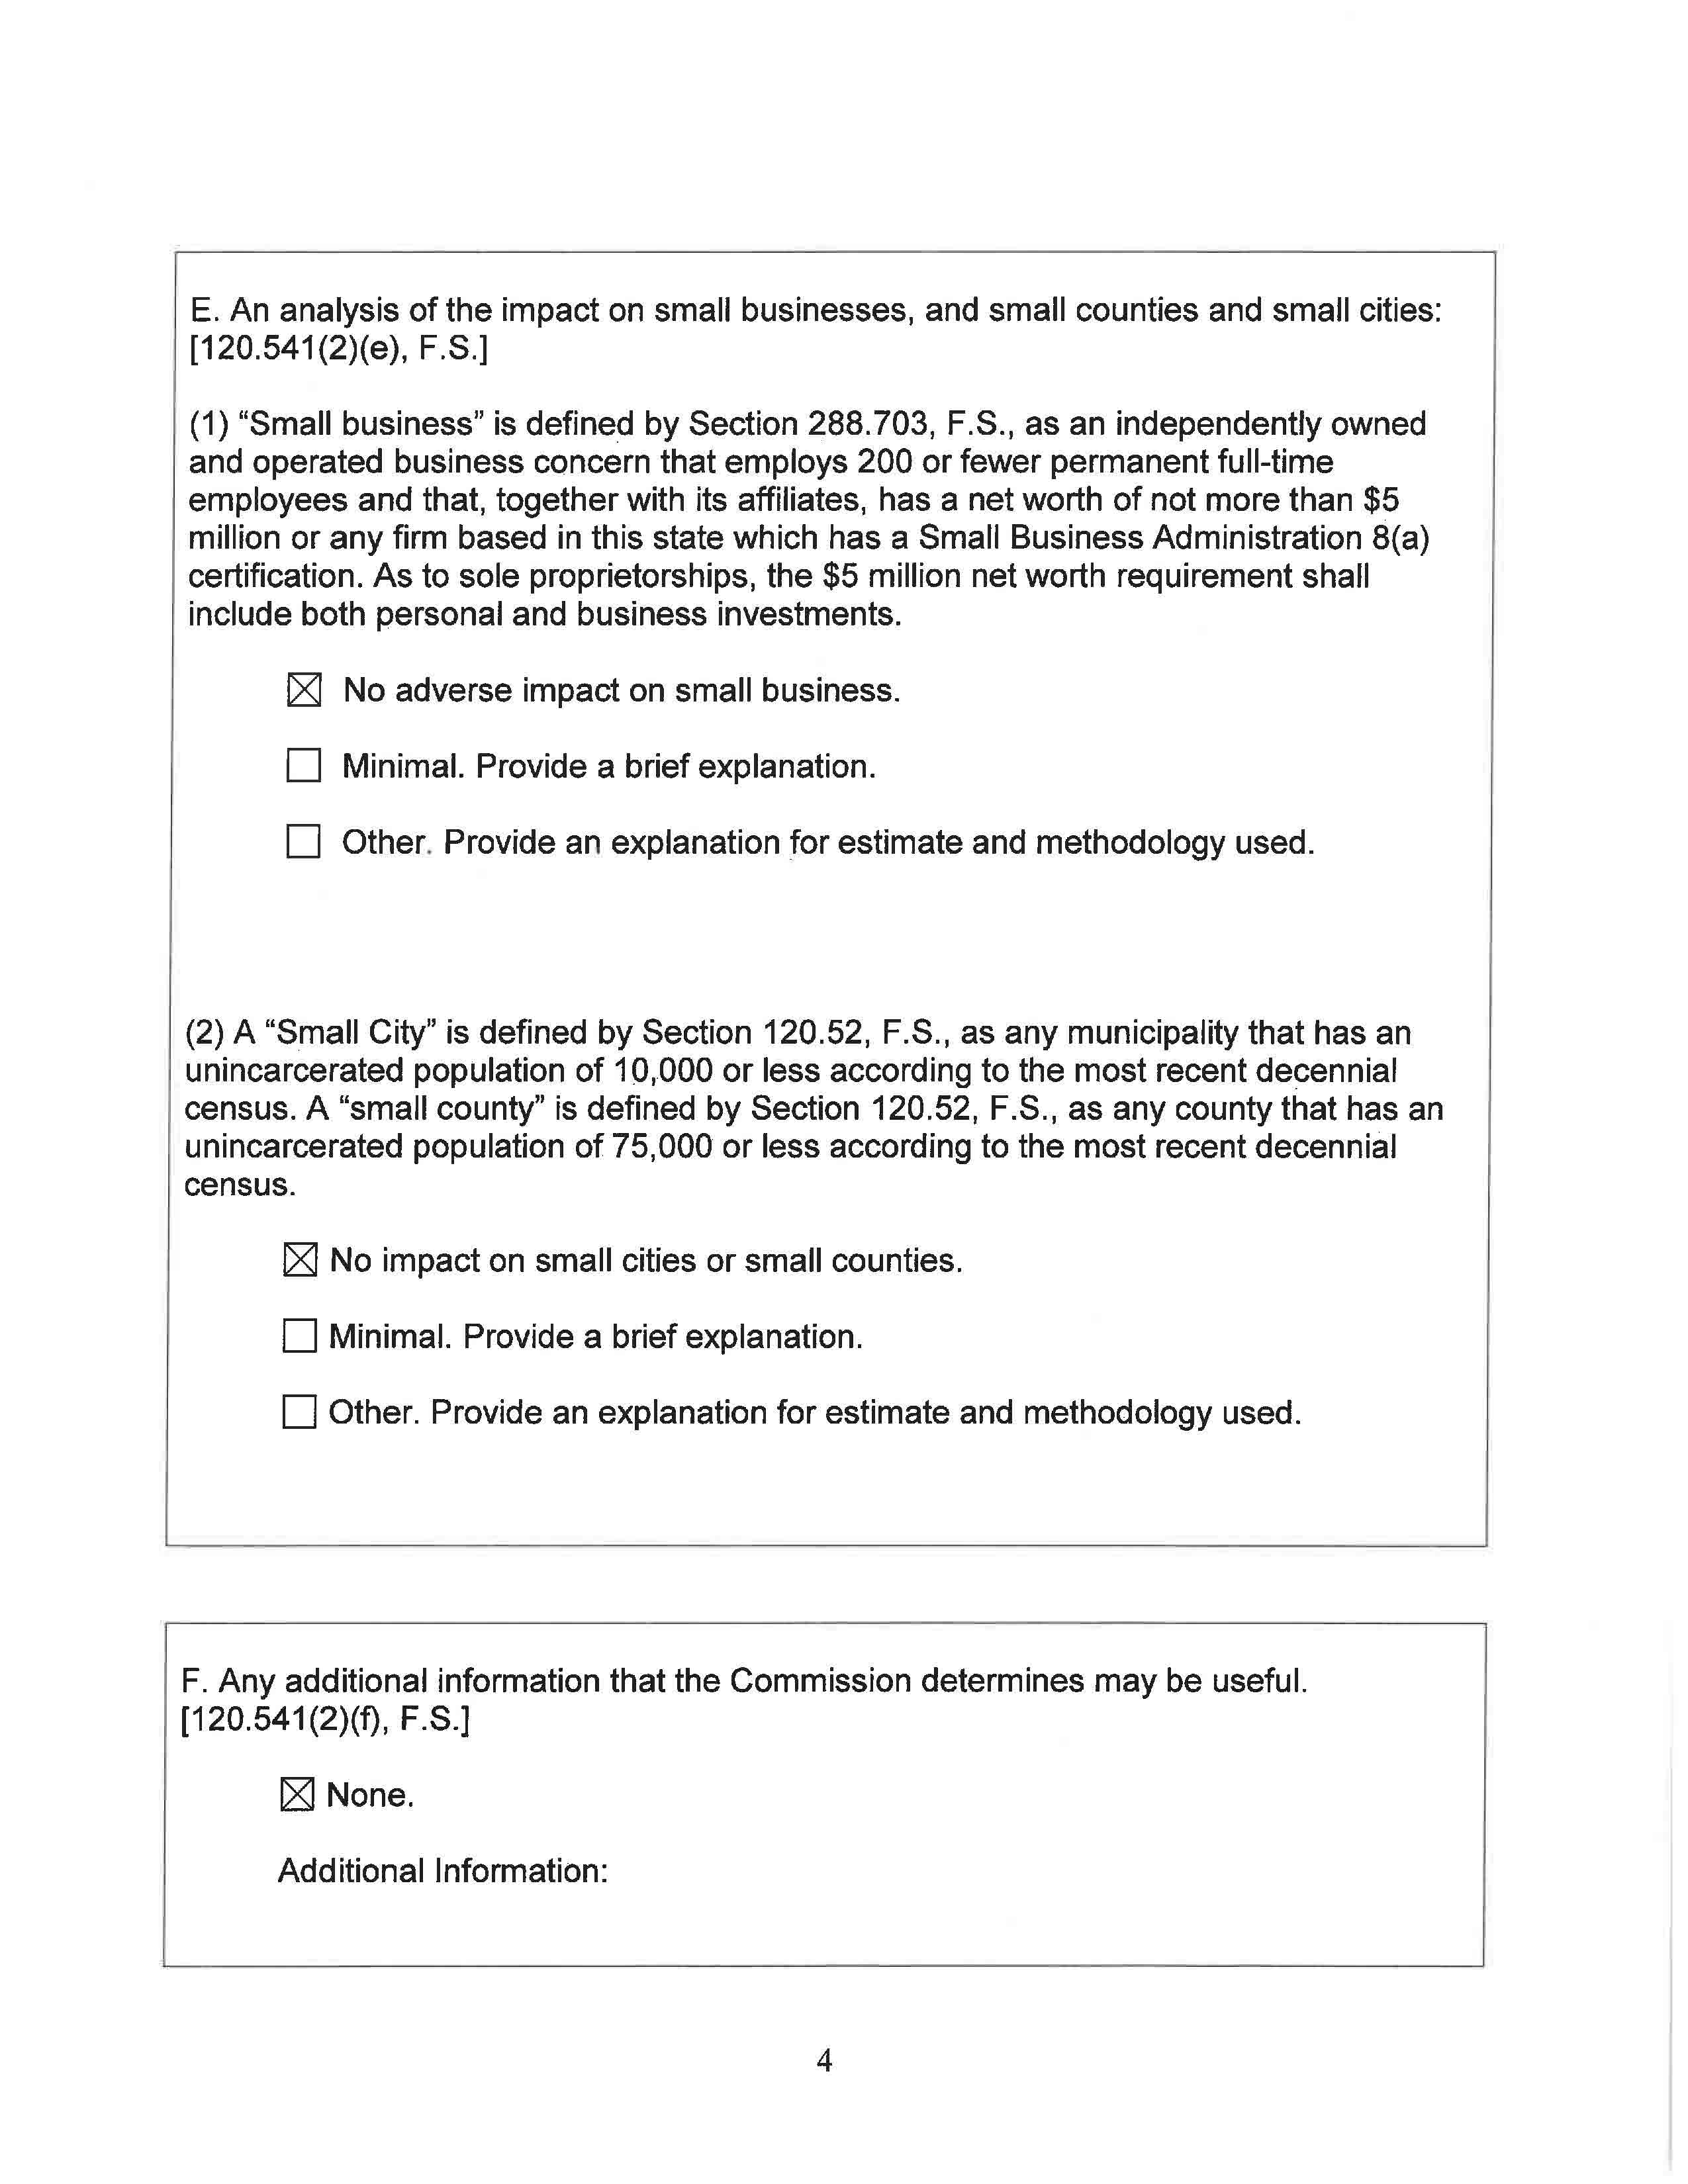 E. An analysis of the impact on small businesses, and small counties and small cities:
[120.541(2)(e), F.S.]
(1) “Small business” is defined by Section 288.703, F.S., as an independently owned
and operated business concern that employs 200 or fewer permanent full-time
employees and that, together with its affiliates, has a net worth of not more than $5
million or any firm based in this state which has a Small Business Administration 8(a)
certification. As to sole proprietorships, the $5 million net worth requirement shall
include both personal and business investments.
☒ No adverse impact on small business.
☐ Minimal. Provide a brief explanation.
☐ Other. Provide an explanation for estimate and methodology used.
(2) A “Small City” is defined by Section 120.52, F.S., as any municipality that has an
unincarcerated population of 10,000 or less according to the most recent decennial
census. A “small county” is defined by Section 120.52, F.S., as any county that has an
unincarcerated population of 75,000 or less according to the most recent decennial
census.
☒ No impact on small cities or small counties.
☐ Minimal. Provide a brief explanation.
☐ Other. Provide an explanation for estimate and methodology used.
F. Any additional information that the Commission determines may be useful.
[120.541(2)(f), F.S.]
☒ None.
Additional Information:
4